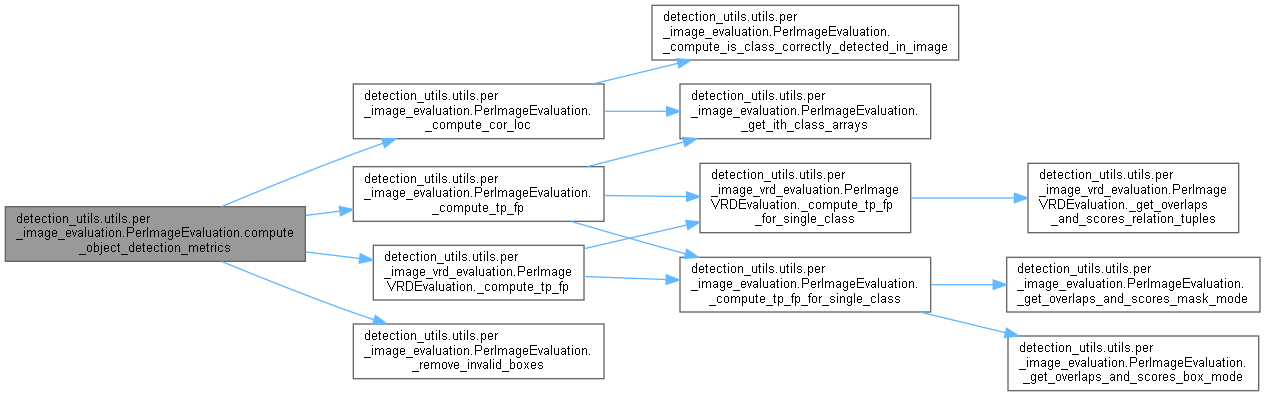 detection_utils.utils.per
_image_evaluation.PerImageEvaluation.compute
_object_detection_metrics
detection_utils.utils.per
_image_evaluation.PerImageEvaluation.
_compute_cor_loc
detection_utils.utils.per
_image_evaluation.PerImageEvaluation.
_compute_is_class_correctly_detected_in_image
detection_utils.utils.per
_image_evaluation.PerImageEvaluation.
_get_ith_class_arrays
detection_utils.utils.per
_image_evaluation.PerImageEvaluation.
_compute_tp_fp
detection_utils.utils.per
_image_vrd_evaluation.PerImage
VRDEvaluation._compute_tp_fp
_for_single_class
detection_utils.utils.per
_image_vrd_evaluation.PerImage
VRDEvaluation._get_overlaps
_and_scores_relation_tuples
detection_utils.utils.per
_image_vrd_evaluation.PerImage
VRDEvaluation._compute_tp_fp
detection_utils.utils.per
_image_evaluation.PerImageEvaluation.
_compute_tp_fp_for_single_class
detection_utils.utils.per
_image_evaluation.PerImageEvaluation.
_get_overlaps_and_scores_mask_mode
detection_utils.utils.per
_image_evaluation.PerImageEvaluation.
_get_overlaps_and_scores_box_mode
detection_utils.utils.per
_image_evaluation.PerImageEvaluation.
_remove_invalid_boxes